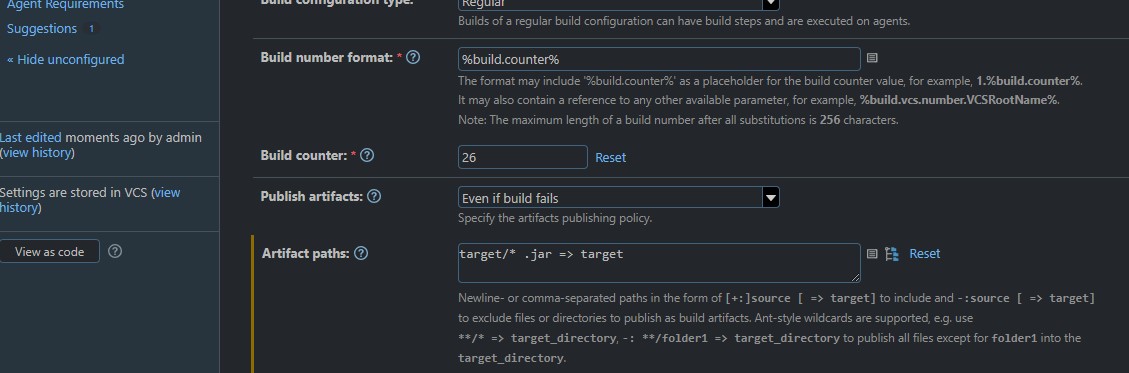 Agent Requirements
Suggestions 1
« Hide unconfigured
Last edited moments ago by admin
(view history)
Settings are stored in VCS (view
history)
View as code
Build configuration type:
Regular
Builds of a regular build configuration can have build steps and are executed on agents.
Build number format: *
%build.counter%
The format may include '%build.counter%' as a placeholder for the build counter value, for example, 1.%build.counter%.
It may also contain a reference to any other available parameter, for example, %build.vcs.number.VCSRootName%.
Note: The maximum length of a build number after all substitutions is 256 characters.
Build counter: *
26 Reset
Publish artifacts:
Even if build fails
Specify the artifacts publishing policy.
Artifact paths:
target/* .jar => target
Reset
Newline- or comma-separated paths in the form of [+:]source [ => target] to include and -:source [ => target]
to exclude files or directories to publish as build artifacts. Ant-style wildcards are supported, e.g. use
**/* => target_directory, -: **/folder1 => target_directory to publish all files except for folder1 into the
target_directory.